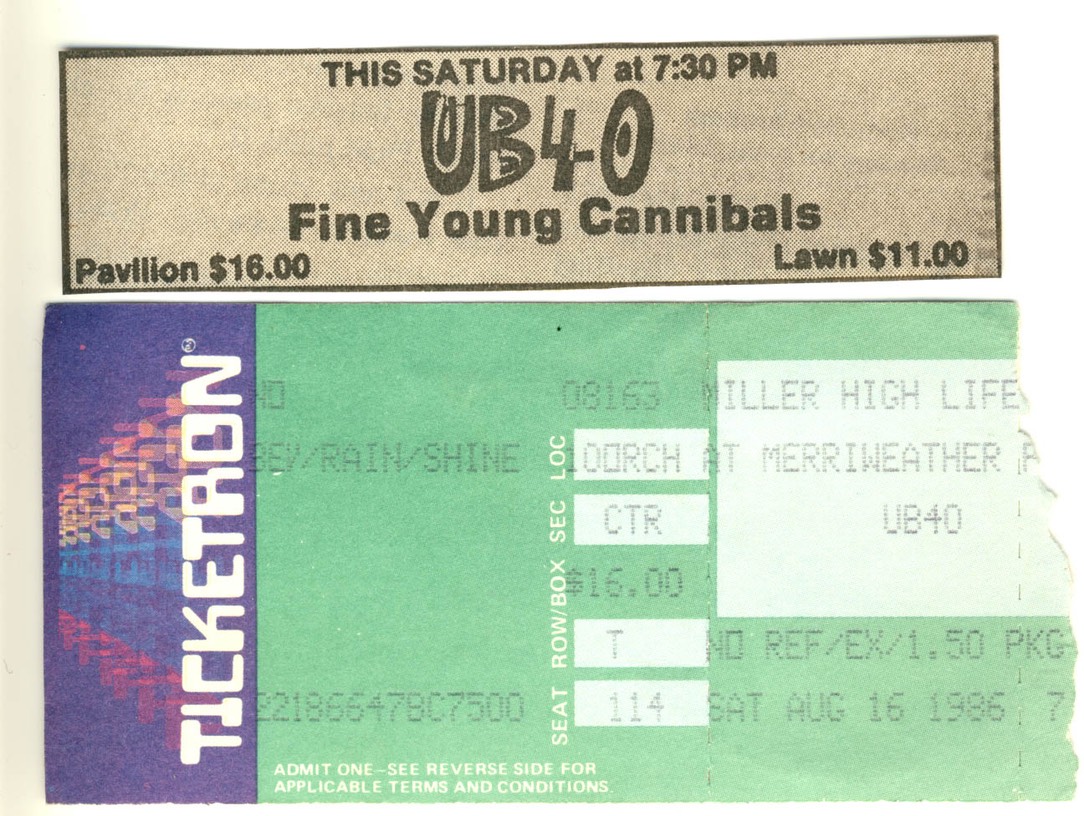 THIS SATURDAY at 7:30 PM
UB40
Fine Young Cannibals
Pavilion $16.00 Lawn $11.00
TICKETRON
08163 MILLER HIGH LIFE
/RAIN/SHINE LOC AT MERRIWEATHER
SEC CTR UB40
$16.00
ROW/BOX T NO REF/EX/1.50 PKG
221866478C7500 SEAT 114 SAT AUG 16 1986 7
ADMIT ONE—SEE REVERSE SIDE FOR
APPLICABLE TERMS AND CONDITIONS.